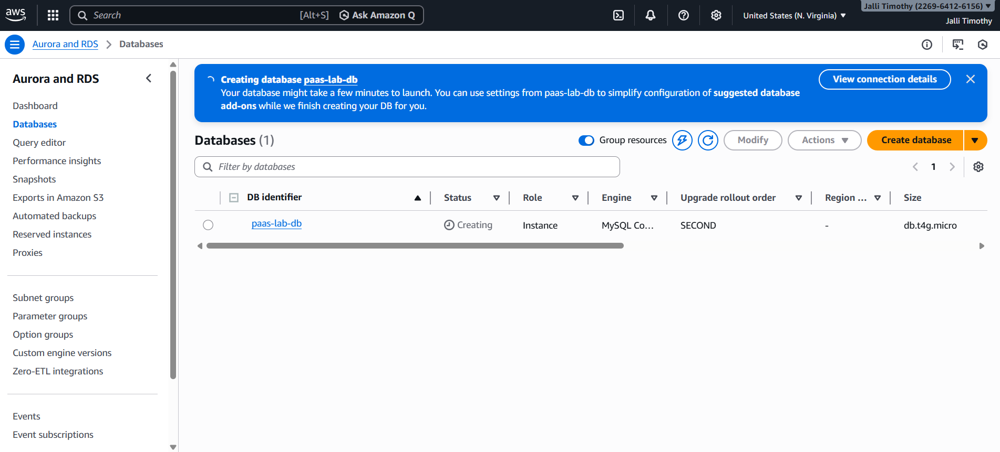 aws
Search [Alt+S] Ask Amazon Q
United States (N. Virginia)
Jalli Timothy (2269-6412-6156)
Jalli Timothy
Aurora and RDS
Databases
Aurora and RDS
Dashboard
Databases
Query editor
Performance insights
Snapshots
Exports in Amazon S3
Automated backups
Reserved instances
Proxies
Subnet groups
Parameter groups
Option groups
Custom engine versions
Zero-ETL integrations
Events
Event subscriptions
Creating database paas-lab-db
Your database might take a few minutes to launch. You can use settings from paas-lab-db to simplify configuration of suggested database
add-ons while we finish creating your DB for you.
View connection details
Databases (1)
Group resources
Modify
Actions
Create database
Filter by databases
1
DB identifier Status Role Engine Upgrade rollout order Region ... Size
paas-lab-db Creating Instance MySQL Co... SECOND - db.t4g.micro